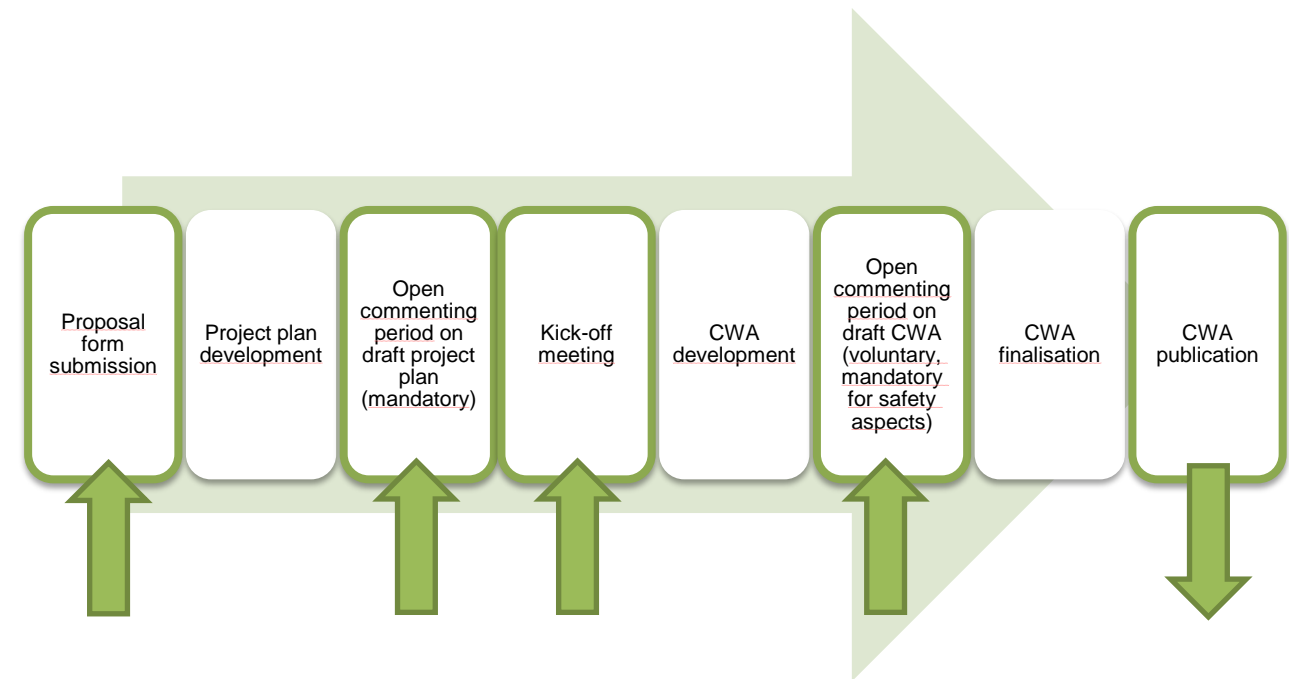 Proposal
form
submission
Project plan
development
Open
commenting
period on
draft project
plan
(mandatory)
Kick-off
meeting
CWA
development
Open
commenting
period on
draft CWA
(voluntary,
mandatory
for safety
aspects)
CWA
finalisation
CWA
publication